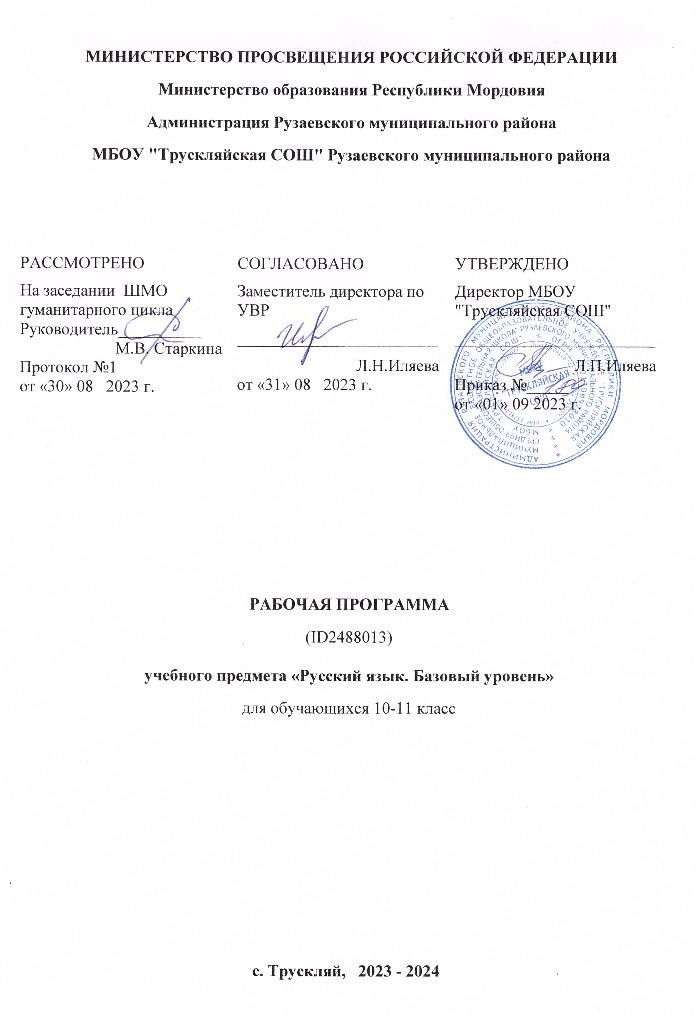 МИНИСТЕРСТВО ПРОСВЕЩЕНИЯ РОССИЙСКОЙ ФЕДЕРАЦИИ
Министерство образования Республики Мордовия
Администрация Рузаевского муниципального района
МБОУ "Трускляйская СОШ" Рузаевского муниципального района
РАССМОТРЕНО
На заседании ШМО
гуманитарного цикла
Руководитель
М.В. Старкина
Протокол №1
от «30» 08 2023 г.
СОГЛАСОВАНО
Заместитель директора по
УВР
Л.Н.Иляева
от «31» 08 2023 г.
УТВЕРЖДЕНО
Директор МБОУ
"Трускляйская СОШ"
Л.П.Иляева
Приказ №
от «01» 09 2023 г.
РАБОЧАЯ ПРОГРАММА
(ID2488013)
учебного предмета «Русский язык. Базовый уровень»
для обучающихся 10-11 класс
с. Трускляй, 2023 - 2024